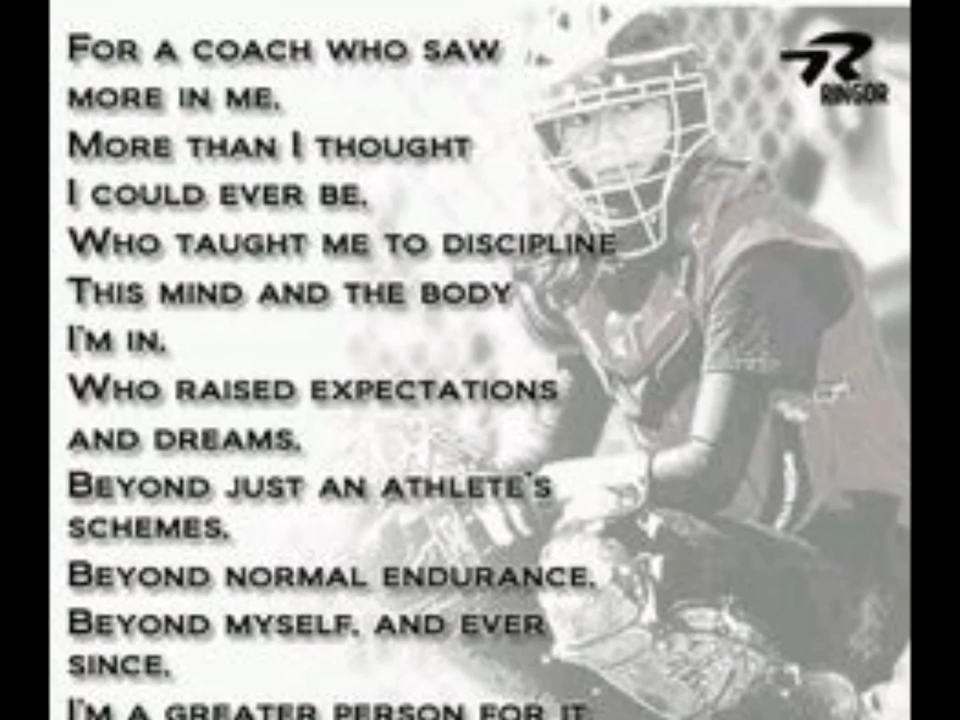 For a coach who saw
more in me.
More than I thought
I could ever be.
Who taught me to discipline
This mind and the body
I'm in.
Who raised expectations
and dreams.
Beyond just an athlete's
schemes.
Beyond normal endurance.
Beyond myself. and ever
since,
I'm a greater person for it.
RINGOR